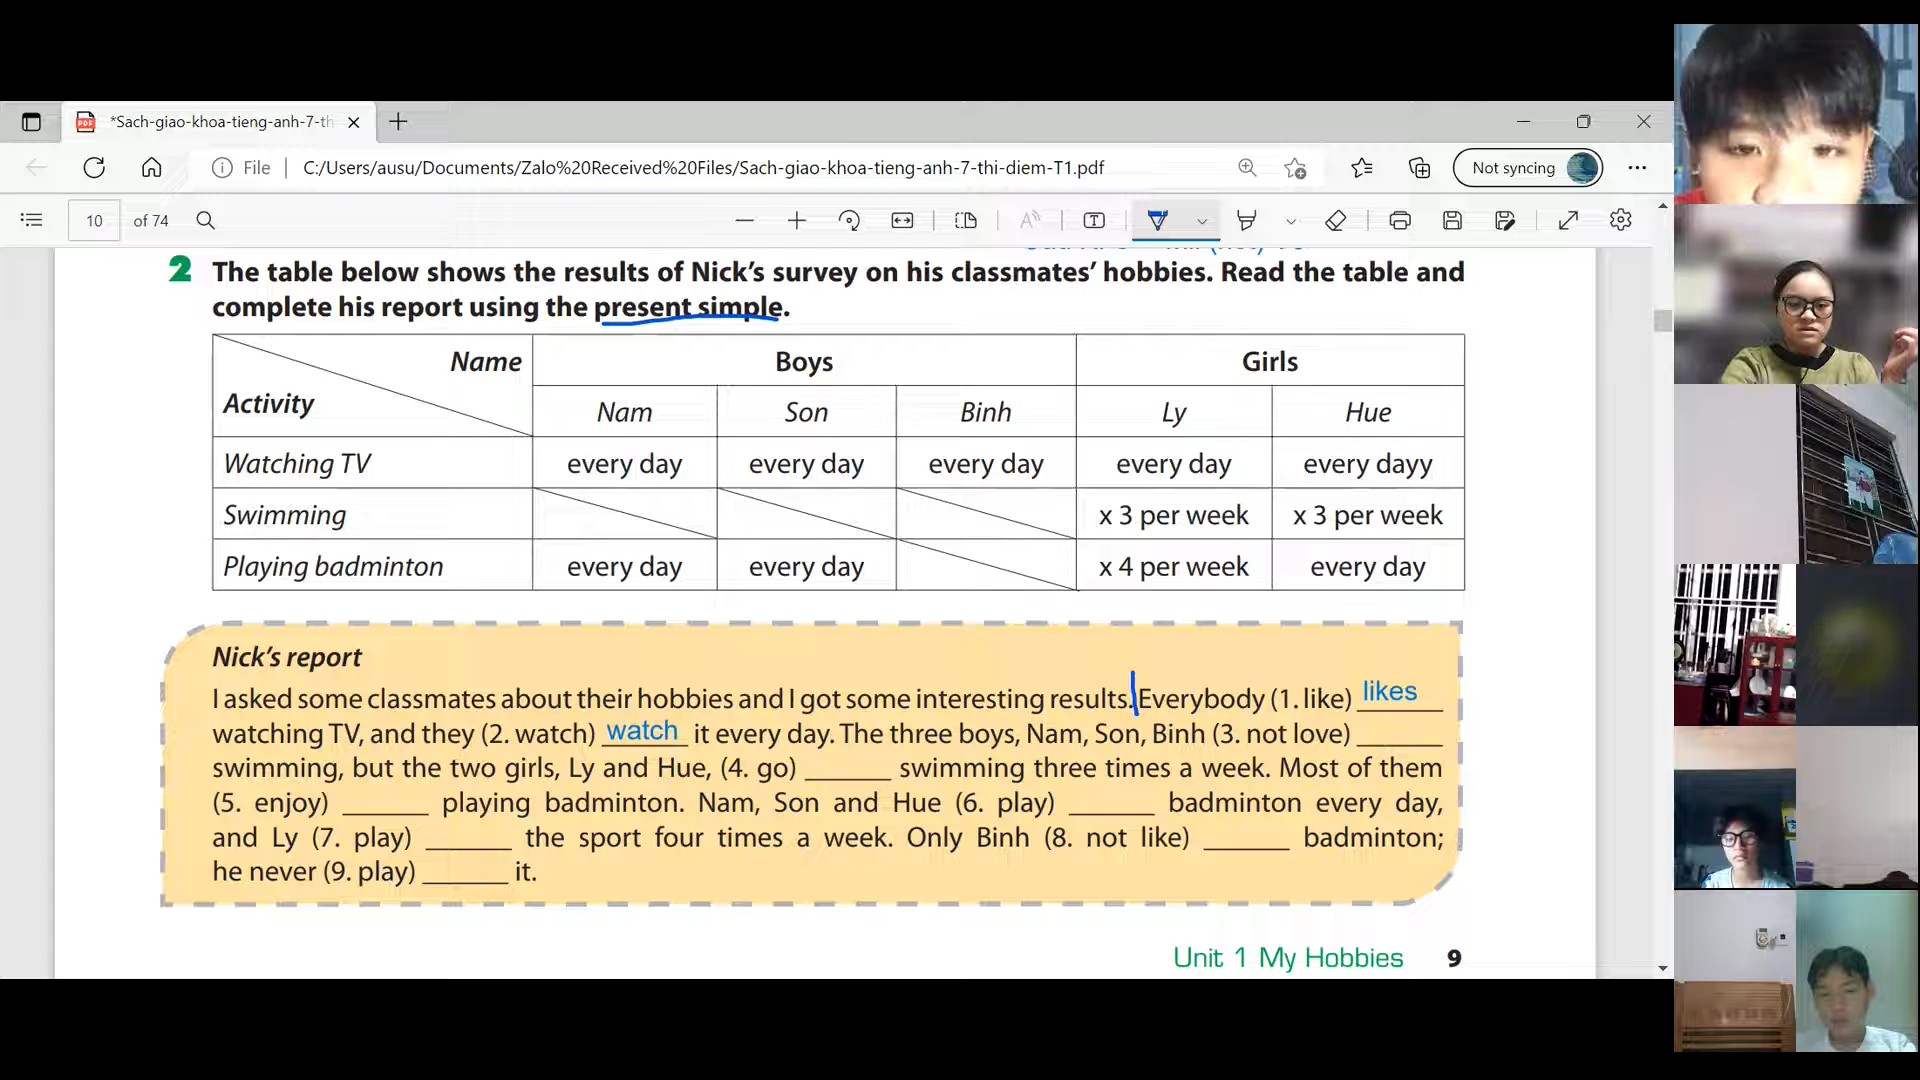 *Sach-giao-khoa-tieng-anh-7-th
File
C:/Users/ausu/Documents/Zalo%20Received%20Files/Sach-giao-khoa-tieng-anh-7-thi-diem-T1.pdf
Not syncing
10 of 74
2 The table below shows the results of Nick's survey on his classmates' hobbies. Read the table and
complete his report using the present simple.
Name Boys Girls
Activity Nam Son Binh Ly Hue
Watching TV every day every day every day every day every dayy
Swimming x 3 per week x 3 per week
Playing badminton every day every day x 4 per week every day
Nick's report
I asked some classmates about their hobbies and I got some interesting results. Everybody (1. like) likes
watching TV, and they (2. watch) watch it every day. The three boys, Nam, Son, Binh (3. not love) ______
swimming, but the two girls, Ly and Hue, (4. go) ______ swimming three times a week. Most of them
(5. enjoy) ______ playing badminton. Nam, Son and Hue (6. play) ______ badminton every day,
and Ly (7. play) ______ the sport four times a week. Only Binh (8. not like) ______ badminton;
he never (9. play) ______ it.
Unit 1 My Hobbies 9